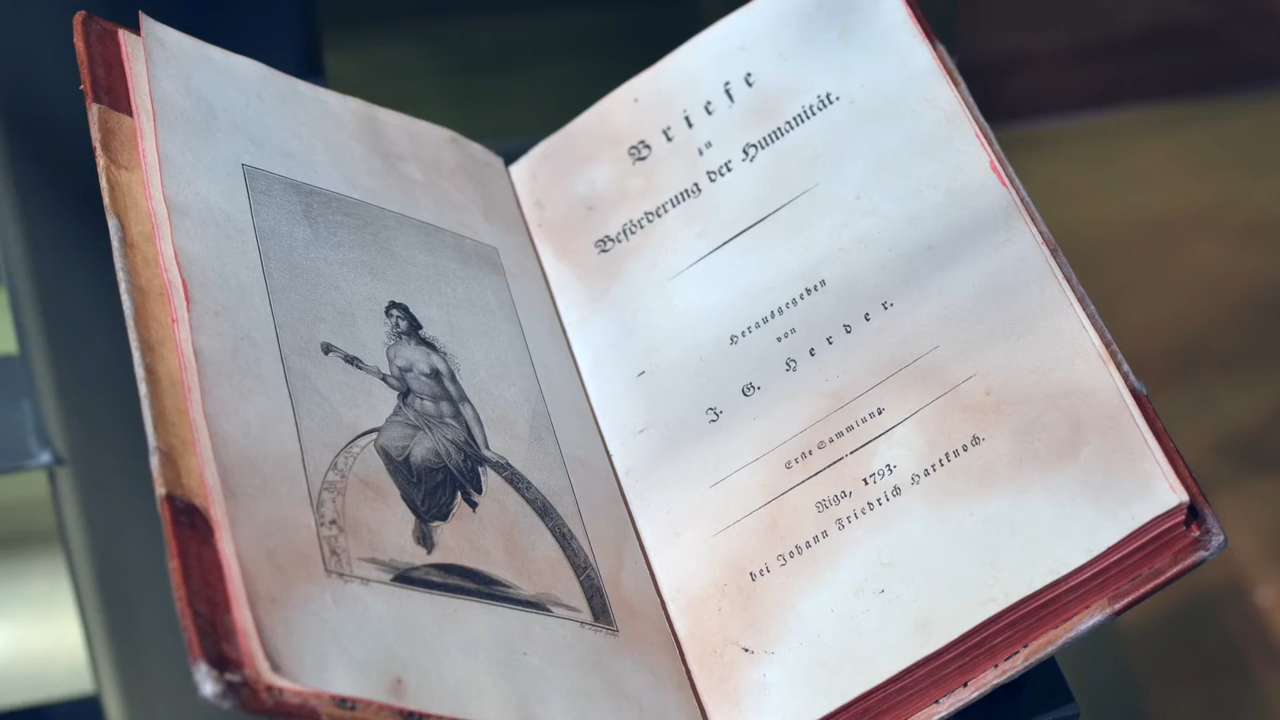 Briefe
zu
Beförderung der Humanität.
Herausgegeben
von
J. G. Herder.
Erste Sammlung.
Riga, 1793.
bei Johann Friedrich Hartknoch.